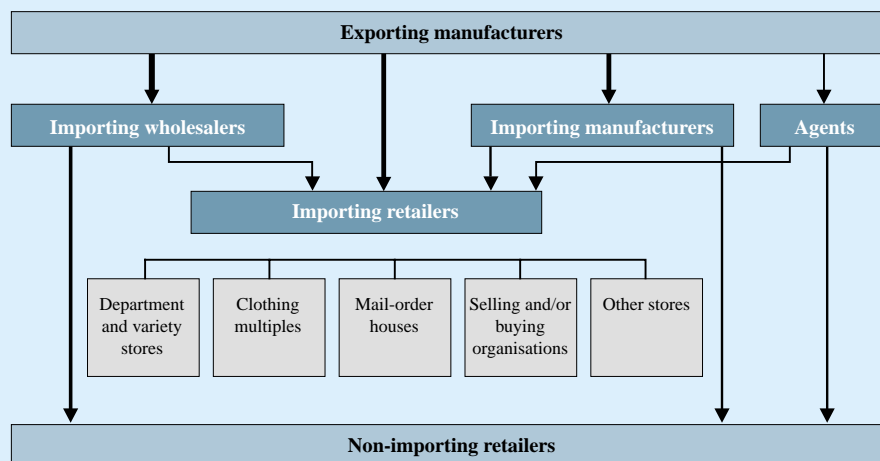 Exporting manufacturers
Importing wholesalers
Importing manufacturers
Agents
Importing retailers
Department
and variety
stores
Clothing
multiples
Mail-order
houses
Selling and/or
buying
organisations
Other stores
Non-importing retailers